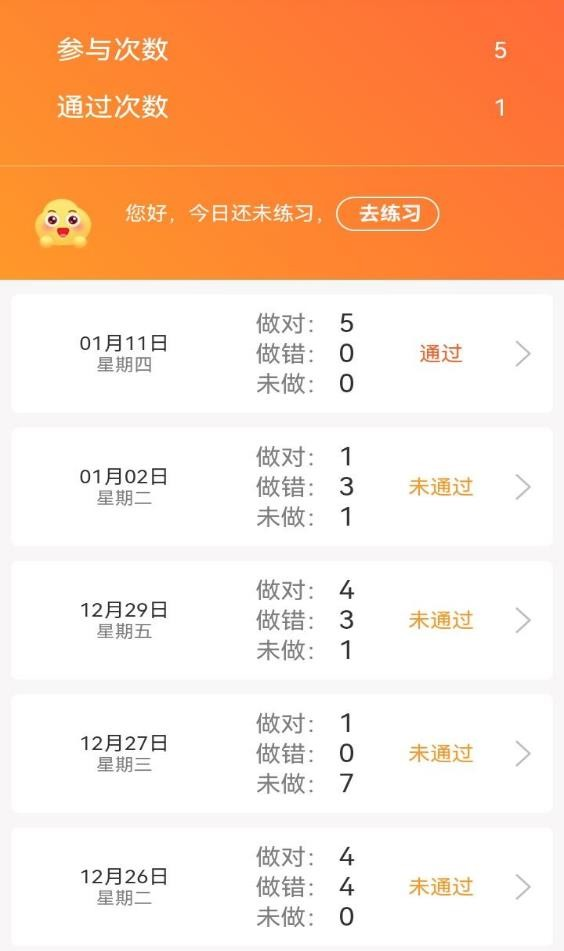 参与次数 5
通过次数 1
您好，今日还未练习， 去练习
01月11日
星期四
做对： 5
做错： 0
未做： 0
通过
01月02日
星期二
做对： 1
做错： 3
未做： 1
未通过
12月29日
星期五
做对： 4
做错： 3
未做： 1
未通过
12月27日
星期三
做对： 1
做错： 0
未做： 7
未通过
12月26日
星期二
做对： 4
做错： 4
未做： 0
未通过